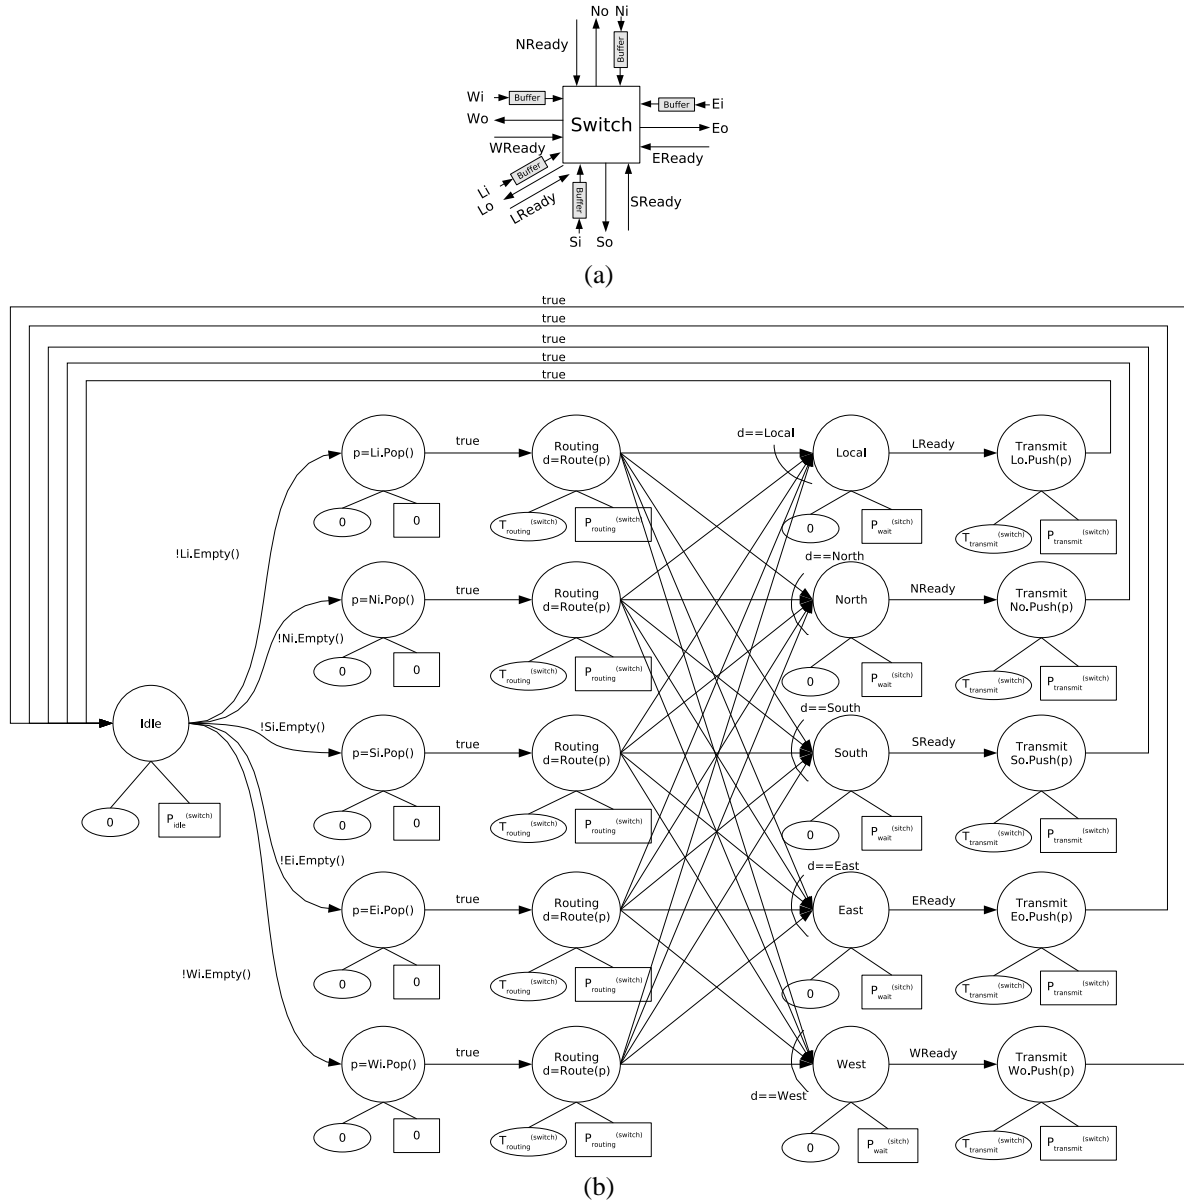 No Ni
NReady
Buffer
Wi Buffer
Buffer Ei
Wo
Switch
Eo
WReady
EReady
Buffer
Li
Lo
LReady
Buffer
SReady
Si So
(a)
true
true
true
true
true
p=Li.Pop()
true
Routing
d=Route(p)
d==Local
Local
LReady
Transmit
Lo.Push(p)
0
0
T routing (switch)
P routing (switch)
0
P wait (sitch)
T transmit (switch)
P transmit (switch)
!Li.Empty()
d==North
p=Ni.Pop()
true
Routing
d=Route(p)
North
NReady
Transmit
No.Push(p)
!Ni.Empty()
0
0
T routing (switch)
P routing (switch)
0
P wait (sitch)
T transmit (switch)
P transmit (switch)
Idle
!Si.Empty()
d==South
p=Si.Pop()
true
Routing
d=Route(p)
South
SReady
Transmit
So.Push(p)
0
P idle (switch)
0
0
T routing (switch)
P routing (switch)
0
P wait (sitch)
T transmit (switch)
P transmit (switch)
!Ei.Empty()
d==East
p=Ei.Pop()
true
Routing
d=Route(p)
East
EReady
Transmit
Eo.Push(p)
0
0
T routing (switch)
P routing (switch)
0
P wait (sitch)
T transmit (switch)
P transmit (switch)
!Wi.Empty()
p=Wi.Pop()
true
Routing
d=Route(p)
West
WReady
Transmit
Wo.Push(p)
d==West
0
0
T routing (switch)
P routing (switch)
0
P wait (sitch)
T transmit (switch)
P transmit (switch)
(b)